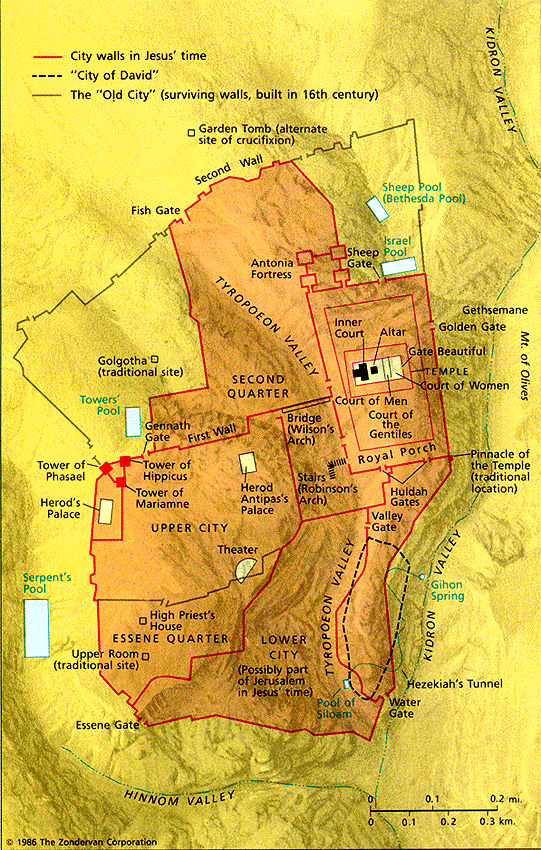 City walls in Jesus' time
"City of David"
The "Old City" (surviving walls, built in 16th century)
KIDRON VALLEY
Garden Tomb (alternate
site of crucifixion)
Second Wall
Sheep Pool
(Bethesda Pool)
Fish Gate
Israel
Pool
Antonia
Fortress
Sheep
Gate
TYROPOEON VALLEY
Gethsemane
Golden Gate
Inner
Court
Altar
Mt. of Olives
Gate Beautiful
TEMPLE
Court of Women
Golgotha
(traditional site)
SECOND
QUARTER
Court of Men
Court of
the
Gentiles
Towers'
Pool
Gennath
Gate
First Wall
Bridge
(Wilson's
Arch)
Royal Porch
Tower of
Phasael
Tower of
Hippicus
Tower of
Mariamne
Herod
Antipas's
Palace
Stairs
(Robinson's
Arch)
Pinnacle of
the Temple
(traditional
location)
Huldah
Gates
Herod's
Palace
UPPER CITY
Valley
Gate
Theater
TYROPOEON VALLEY
KIDRON VALLEY
Serpent's
Pool
Gihon
Spring
High Priest's
House
ESSENE QUARTER
Upper Room
(traditional site)
LOWER
CITY
(Possibly part
of Jerusalem
in Jesus' time)
Hezekiah's Tunnel
Pool of
Siloam
Water
Gate
Essene Gate
HINNOM VALLEY
0 0.1 0.2 mi.
0 0.1 0.2 0.3 km.
© 1986 The Zondervan Corporation